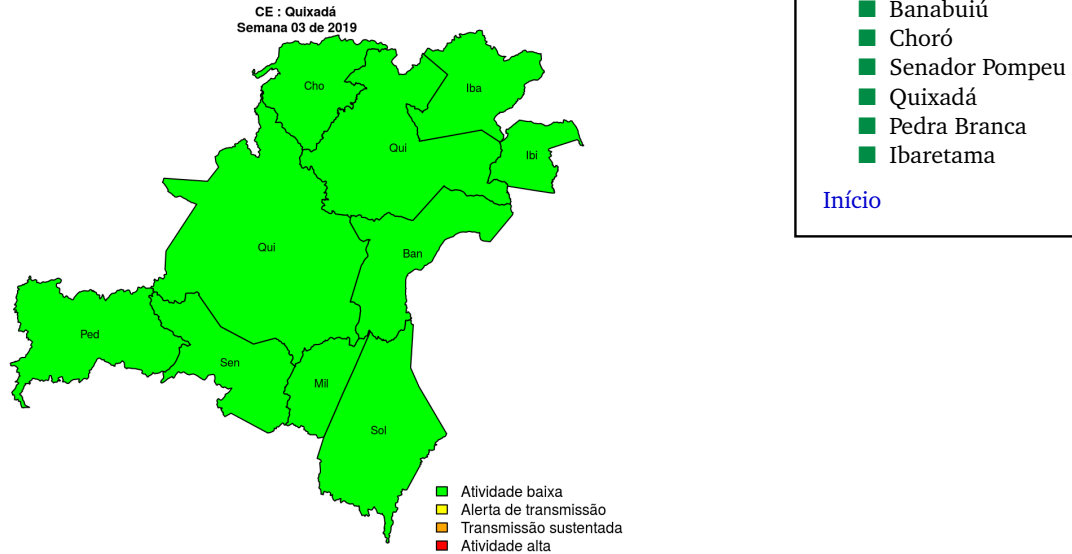 CE : Quixadá
Semana 03 de 2019
Cho
Iba
Qui
Ibi
Qui
Ban
Ped
Sen
Mil
Sol
Atividade baixa
Alerta de transmissão
Transmissão sustentada
Atividade alta
Banabuiú
Choró
Senador Pompeu
Quixadá
Pedra Branca
Ibaretama
Início